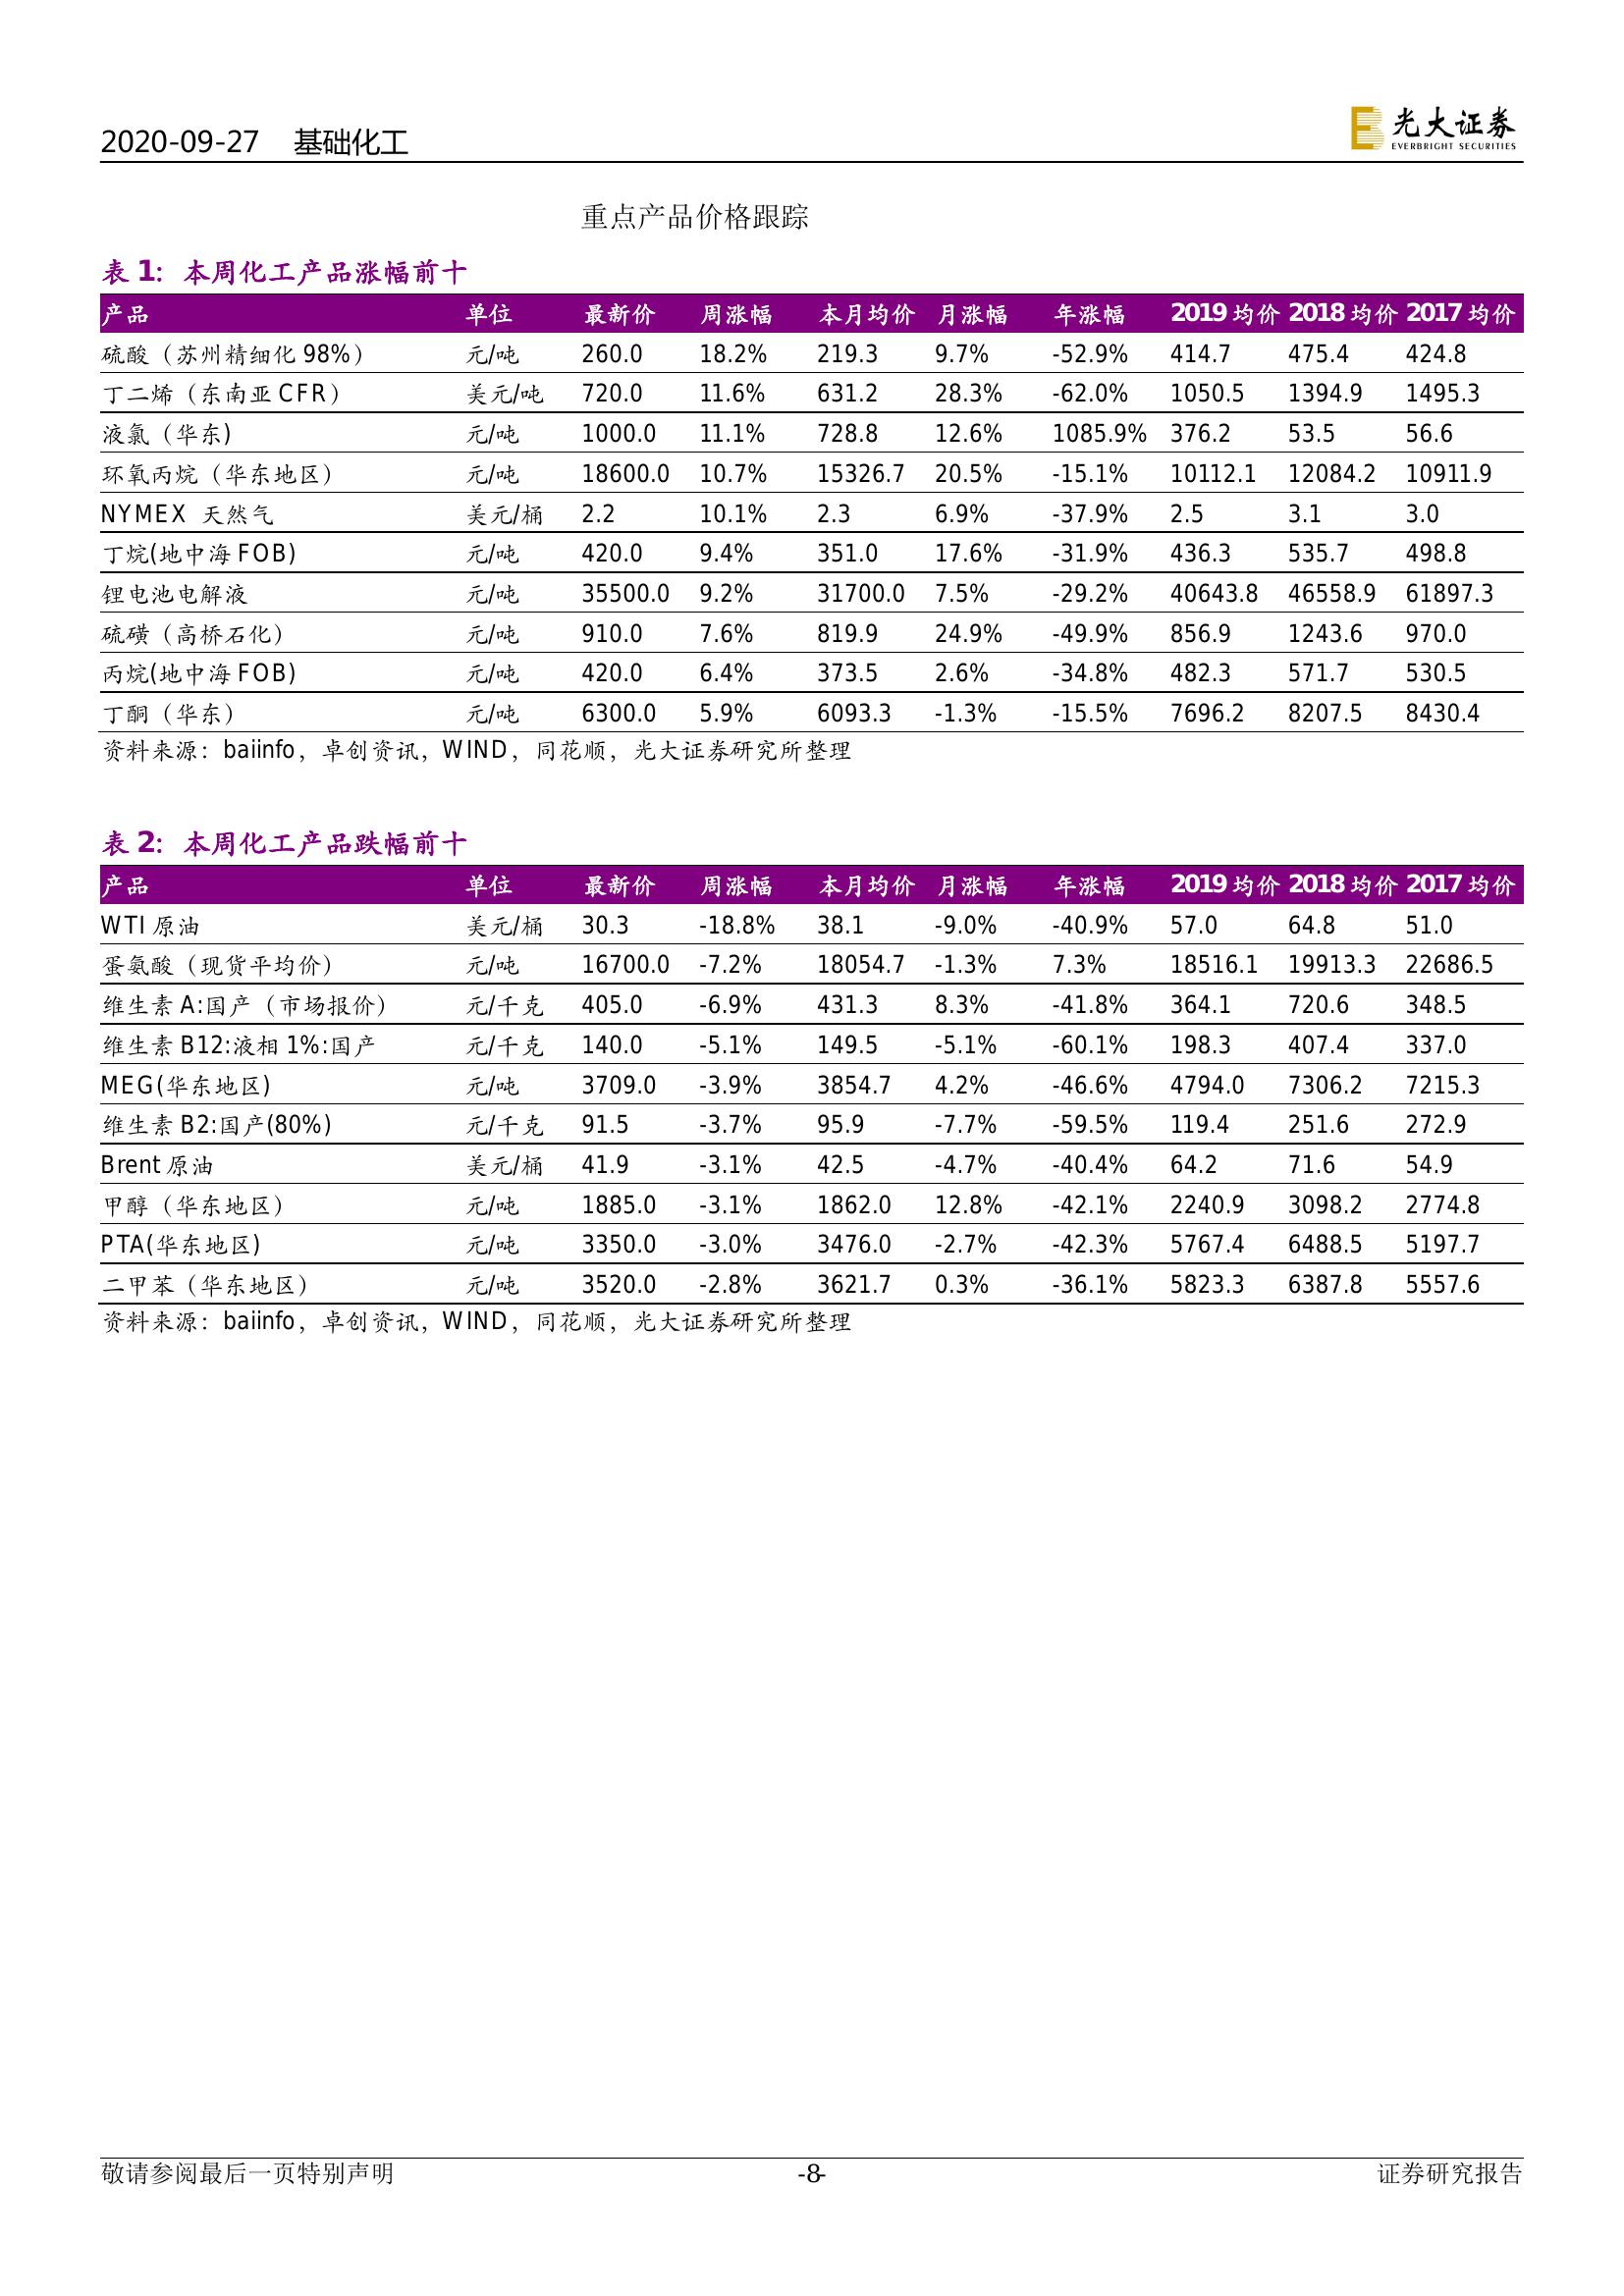 2020-09-27 基础化工
光大证券
EVERBRIGHT SECURITIES
重点产品价格跟踪
表 1：本周化工产品涨幅前十
产品 单位 最新价 周涨幅 本月均价 月涨幅 年涨幅 2019 均价 2018 均价 2017 均价
硫酸（苏州精细化 98%） 元/吨 260.0 18.2% 219.3 9.7% -52.9% 414.7 475.4 424.8
丁二烯（东南亚 CFR） 美元/吨 720.0 11.6% 631.2 28.3% -62.0% 1050.5 1394.9 1495.3
液氯（华东) 元/吨 1000.0 11.1% 728.8 12.6% 1085.9% 376.2 53.5 56.6
环氧丙烷（华东地区） 元/吨 18600.0 10.7% 15326.7 20.5% -15.1% 10112.1 12084.2 10911.9
NYMEX 天然气 美元/桶 2.2 10.1% 2.3 6.9% -37.9% 2.5 3.1 3.0
丁烷(地中海 FOB) 元/吨 420.0 9.4% 351.0 17.6% -31.9% 436.3 535.7 498.8
锂电池电解液 元/吨 35500.0 9.2% 31700.0 7.5% -29.2% 40643.8 46558.9 61897.3
硫磺（高桥石化） 元/吨 910.0 7.6% 819.9 24.9% -49.9% 856.9 1243.6 970.0
丙烷(地中海 FOB) 元/吨 420.0 6.4% 373.5 2.6% -34.8% 482.3 571.7 530.5
丁酮（华东） 元/吨 6300.0 5.9% 6093.3 -1.3% -15.5% 7696.2 8207.5 8430.4
资料来源：baiinfo，卓创资讯，WIND，同花顺，光大证券研究所整理
表 2：本周化工产品跌幅前十
产品 单位 最新价 周涨幅 本月均价 月涨幅 年涨幅 2019 均价 2018 均价 2017 均价
WTI 原油 美元/桶 30.3 -18.8% 38.1 -9.0% -40.9% 57.0 64.8 51.0
蛋氨酸（现货平均价） 元/吨 16700.0 -7.2% 18054.7 -1.3% 7.3% 18516.1 19913.3 22686.5
维生素 A:国产（市场报价） 元/千克 405.0 -6.9% 431.3 8.3% -41.8% 364.1 720.6 348.5
维生素 B12:液相 1%:国产 元/千克 140.0 -5.1% 149.5 -5.1% -60.1% 198.3 407.4 337.0
MEG(华东地区) 元/吨 3709.0 -3.9% 3854.7 4.2% -46.6% 4794.0 7306.2 7215.3
维生素 B2:国产(80%) 元/千克 91.5 -3.7% 95.9 -7.7% -59.5% 119.4 251.6 272.9
Brent 原油 美元/桶 41.9 -3.1% 42.5 -4.7% -40.4% 64.2 71.6 54.9
甲醇（华东地区） 元/吨 1885.0 -3.1% 1862.0 12.8% -42.1% 2240.9 3098.2 2774.8
PTA(华东地区) 元/吨 3350.0 -3.0% 3476.0 -2.7% -42.3% 5767.4 6488.5 5197.7
二甲苯（华东地区） 元/吨 3520.0 -2.8% 3621.7 0.3% -36.1% 5823.3 6387.8 5557.6
资料来源：baiinfo，卓创资讯，WIND，同花顺，光大证券研究所整理
敬请参阅最后一页特别声明 -8- 证券研究报告